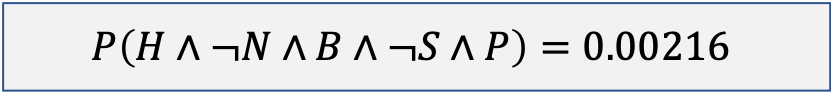 P(H ∧ ¬N ∧ B ∧ ¬S ∧ P) = 0.00216